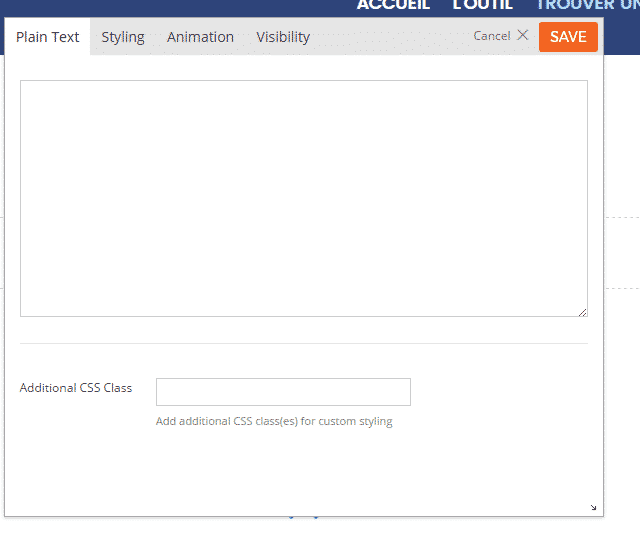 ACCUEIL L'OUTIL TROUVER UN
Plain Text Styling Animation Visibility Cancel SAVE
Additional CSS Class
Add additional CSS class(es) for custom styling